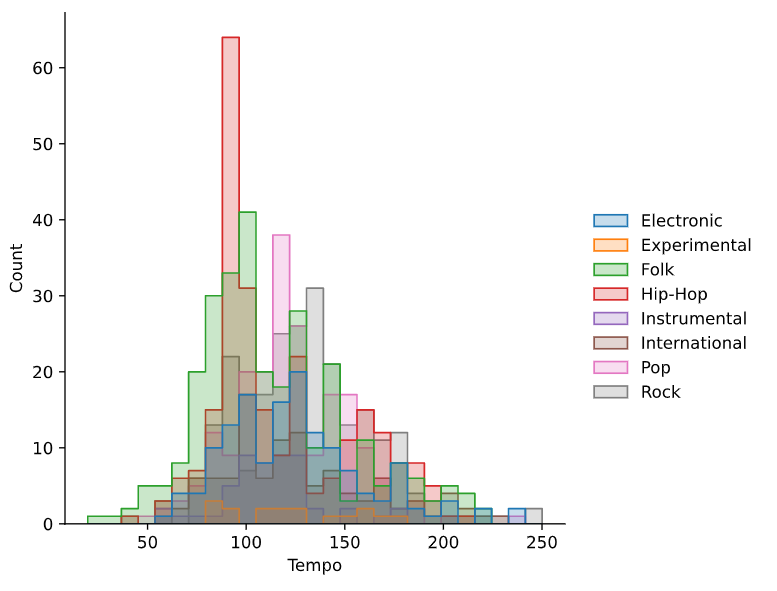 60
50
40
30
20
10
0
Count
50
100
150
200
250
Tempo
Electronic
Experimental
Folk
Hip-Hop
Instrumental
International
Pop
Rock